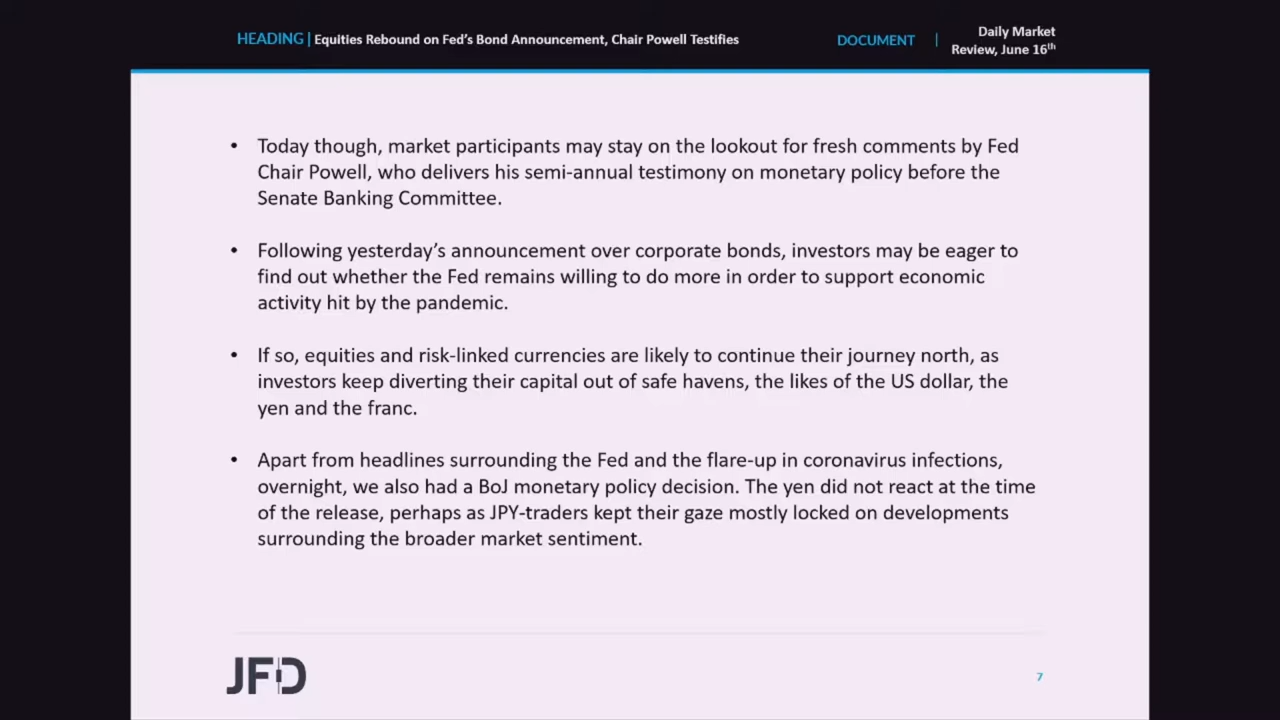 HEADING | Equities Rebound on Fed's Bond Announcement, Chair Powell Testifies
DOCUMENT | Daily Market
Review, June 16th
• Today though, market participants may stay on the lookout for fresh comments by Fed
Chair Powell, who delivers his semi-annual testimony on monetary policy before the
Senate Banking Committee.
• Following yesterday's announcement over corporate bonds, investors may be eager to
find out whether the Fed remains willing to do more in order to support economic
activity hit by the pandemic.
• If so, equities and risk-linked currencies are likely to continue their journey north, as
investors keep diverting their capital out of safe havens, the likes of the US dollar, the
yen and the franc.
• Apart from headlines surrounding the Fed and the flare-up in coronavirus infections,
overnight, we also had a BoJ monetary policy decision. The yen did not react at the time
of the release, perhaps as JPY-traders kept their gaze mostly locked on developments
surrounding the broader market sentiment.
JFD
7